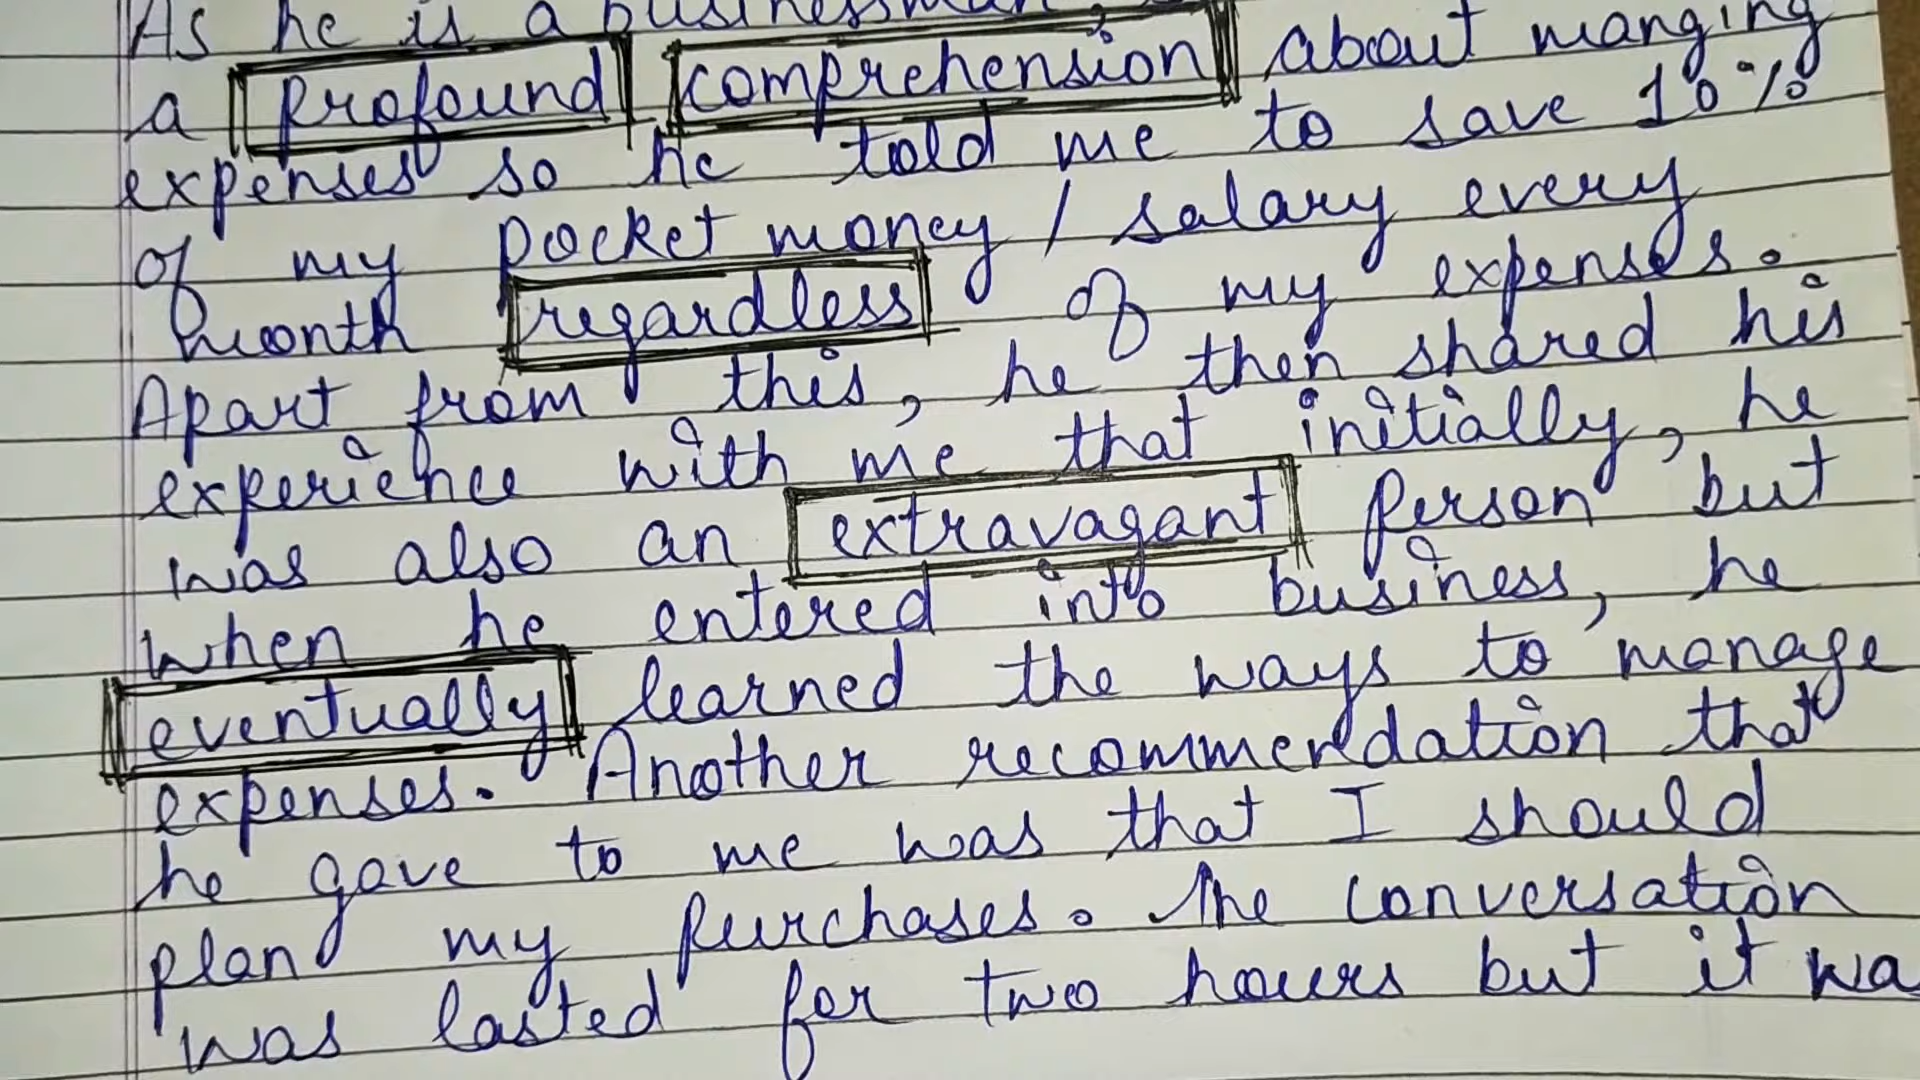 As he is a businessman,
a profound comprehension about manging
expenses so he told me to save 10%
of my pocket money / salary every
month regardless of my expenses.
Apart from this, he then shared his
experience with me that initially, he
was also an extravagant person but
when he entered into business, he
eventually learned the ways to manage
expenses. Another recommendation that
he gave to me was that I should
plan my purchases. The conversation
was lasted for two hours but it wa